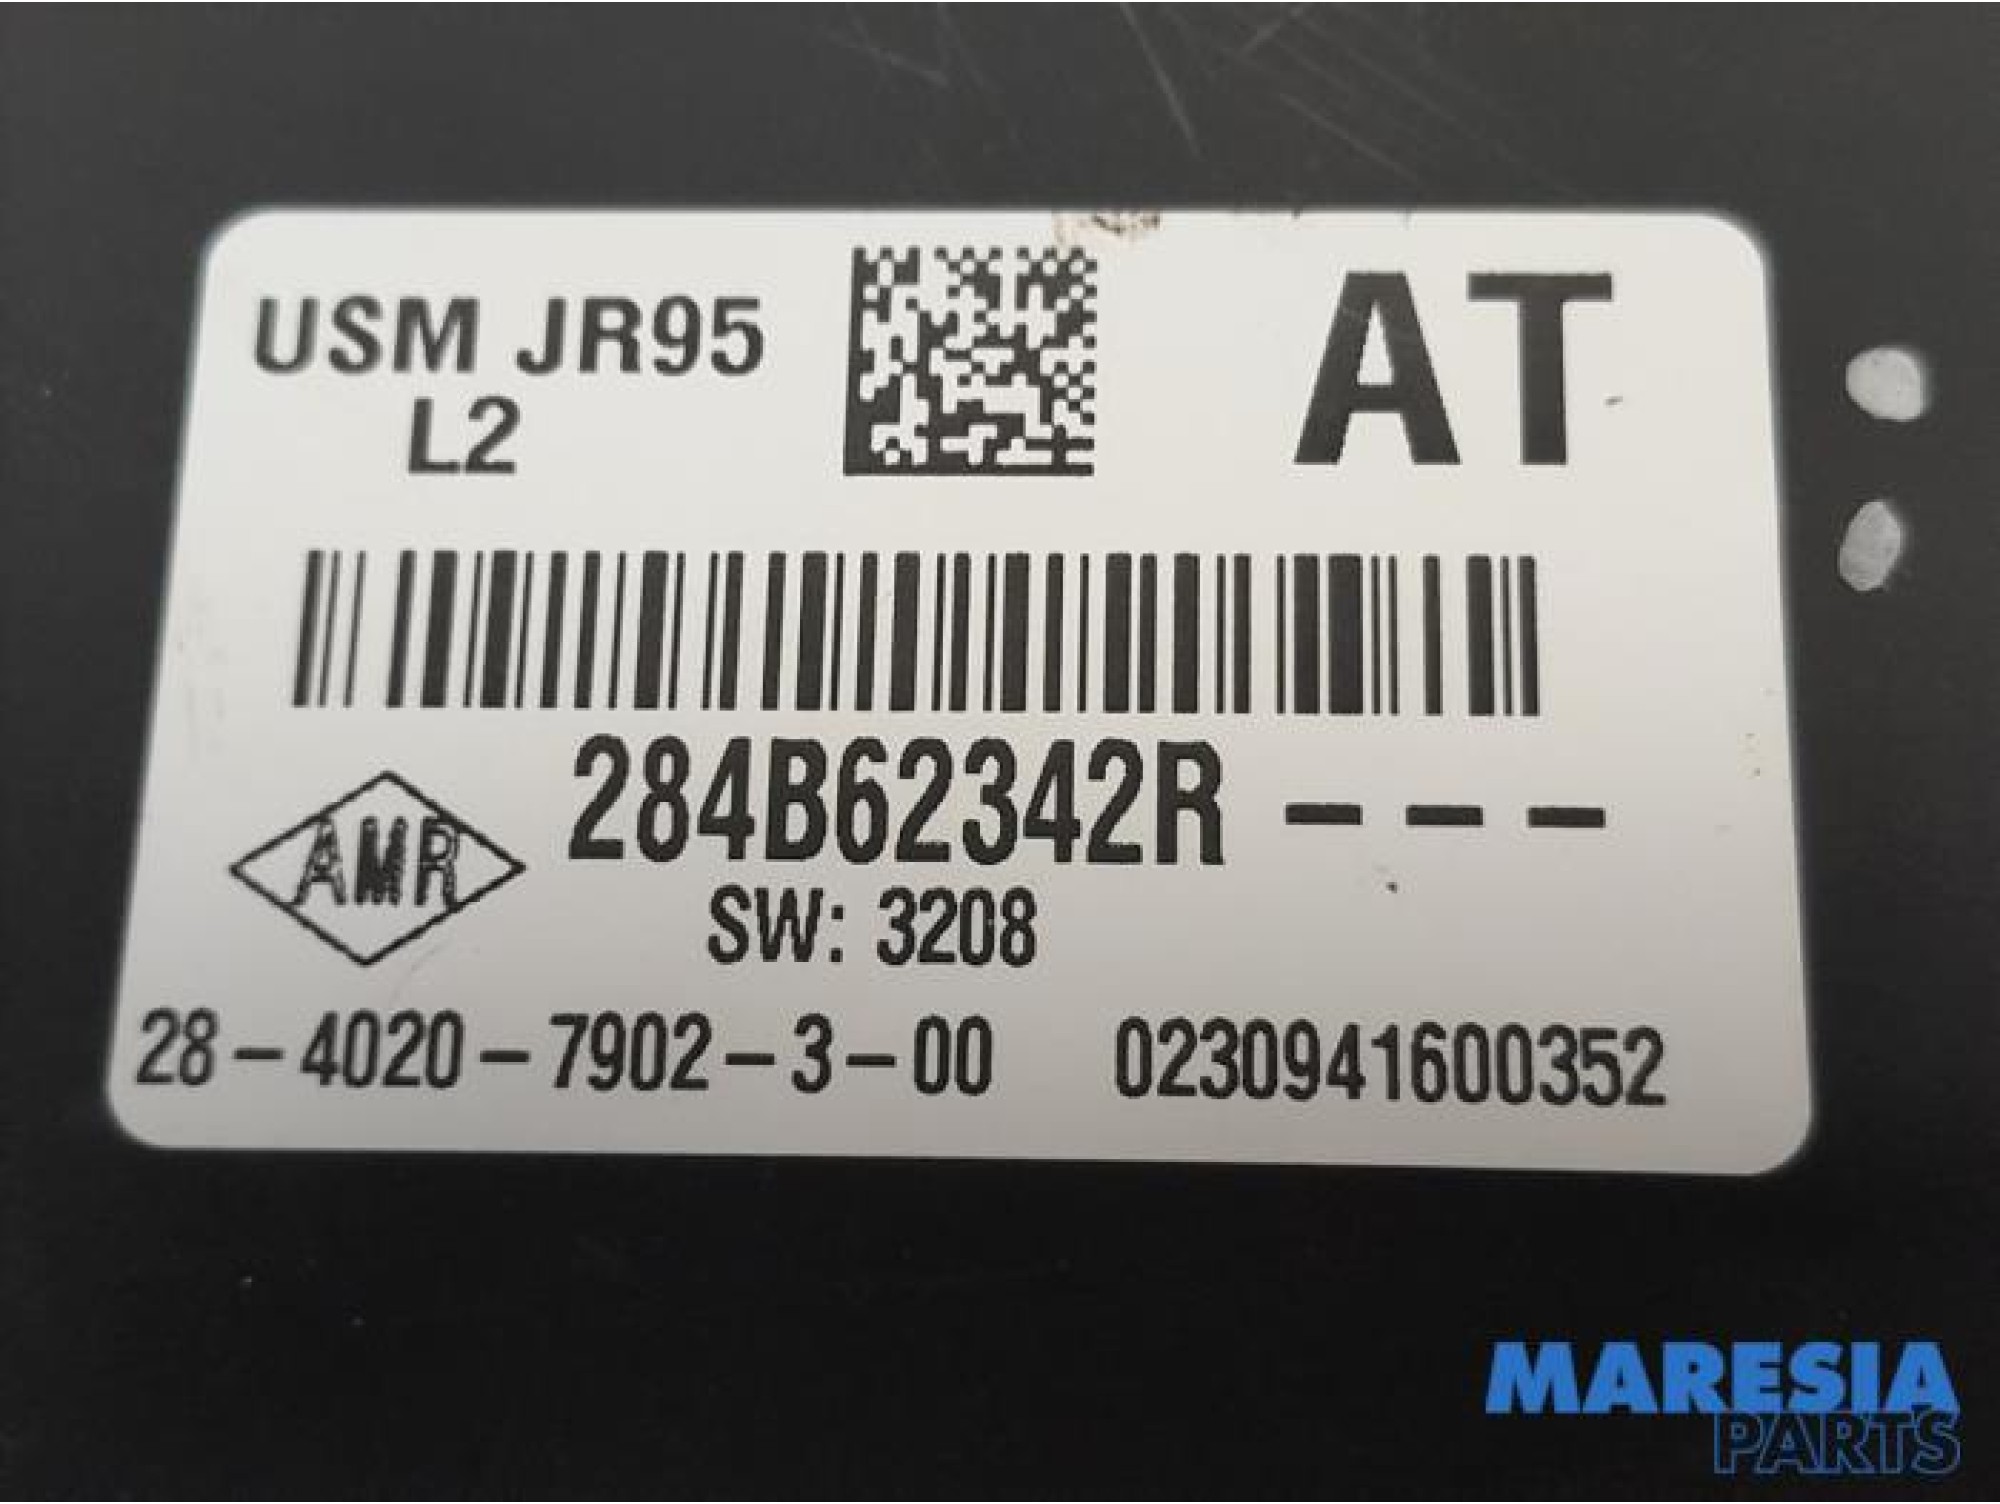 USM JR95
L2
AT
284B62342R - - -
AMR
SW: 3208
28-4020-7902-3-00 0230941600352
MARESIA
PARTS